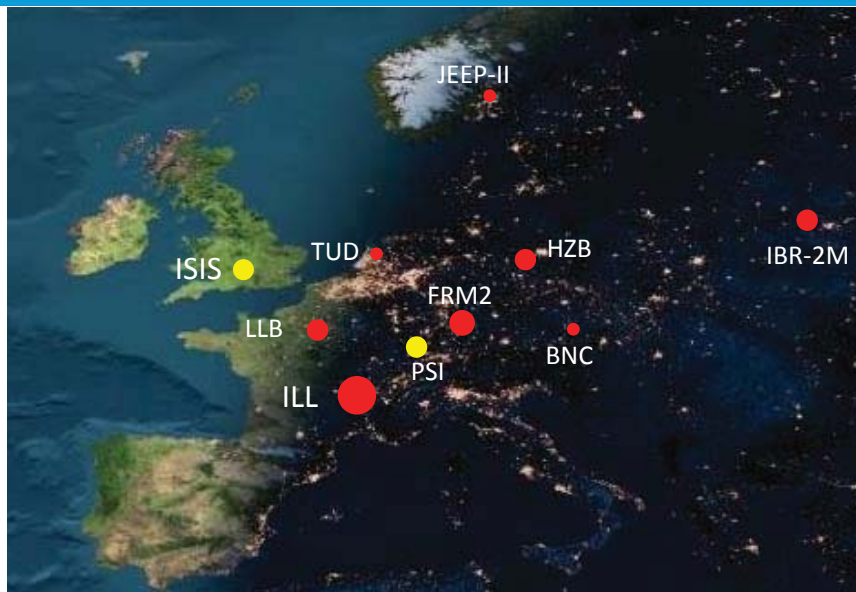 JEEP-II
TUD
HZB
IBR-2M
ISIS
FRM2
LLB
BNC
PSI
ILL